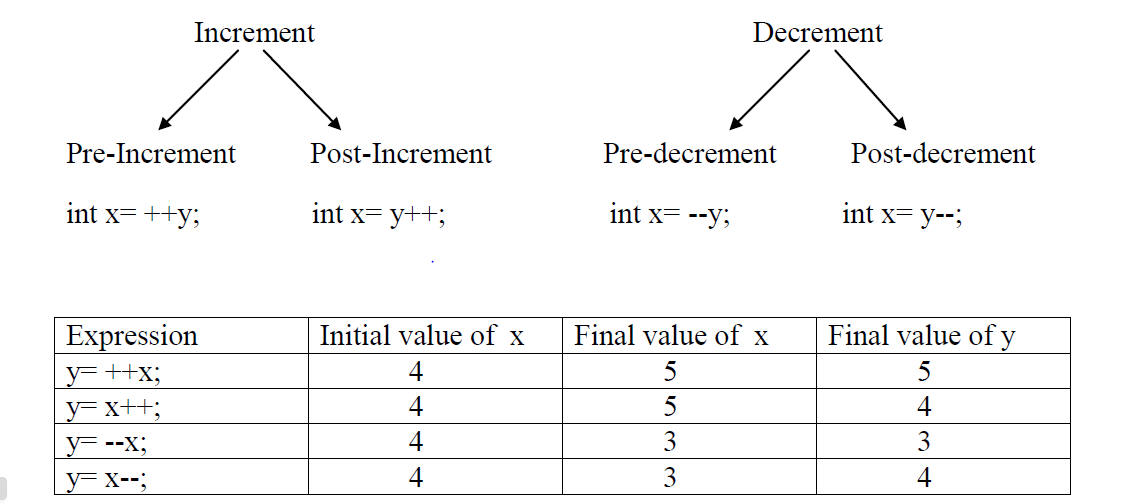 Increment Decrement
Pre-Increment Post-Increment Pre-decrement Post-decrement
int x= ++y; int x= y++; int x= --y; int x= y--;
Expression Initial value of x Final value of x Final value of y
y= ++x; 4 5 5
y= x++; 4 5 4
y= --x; 4 3 3
y= x--; 4 3 4